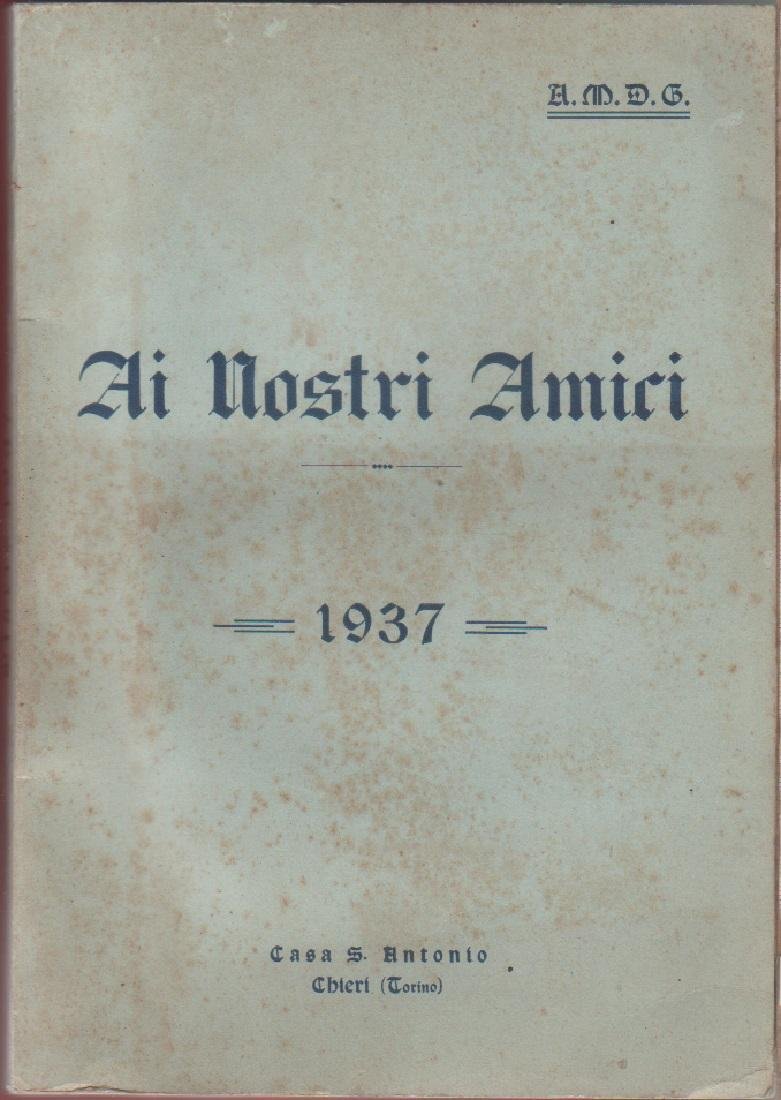 A. M. D. G.
Ai Nostri Amici
1937
Casa S. Antonio
Chieri (Torino)